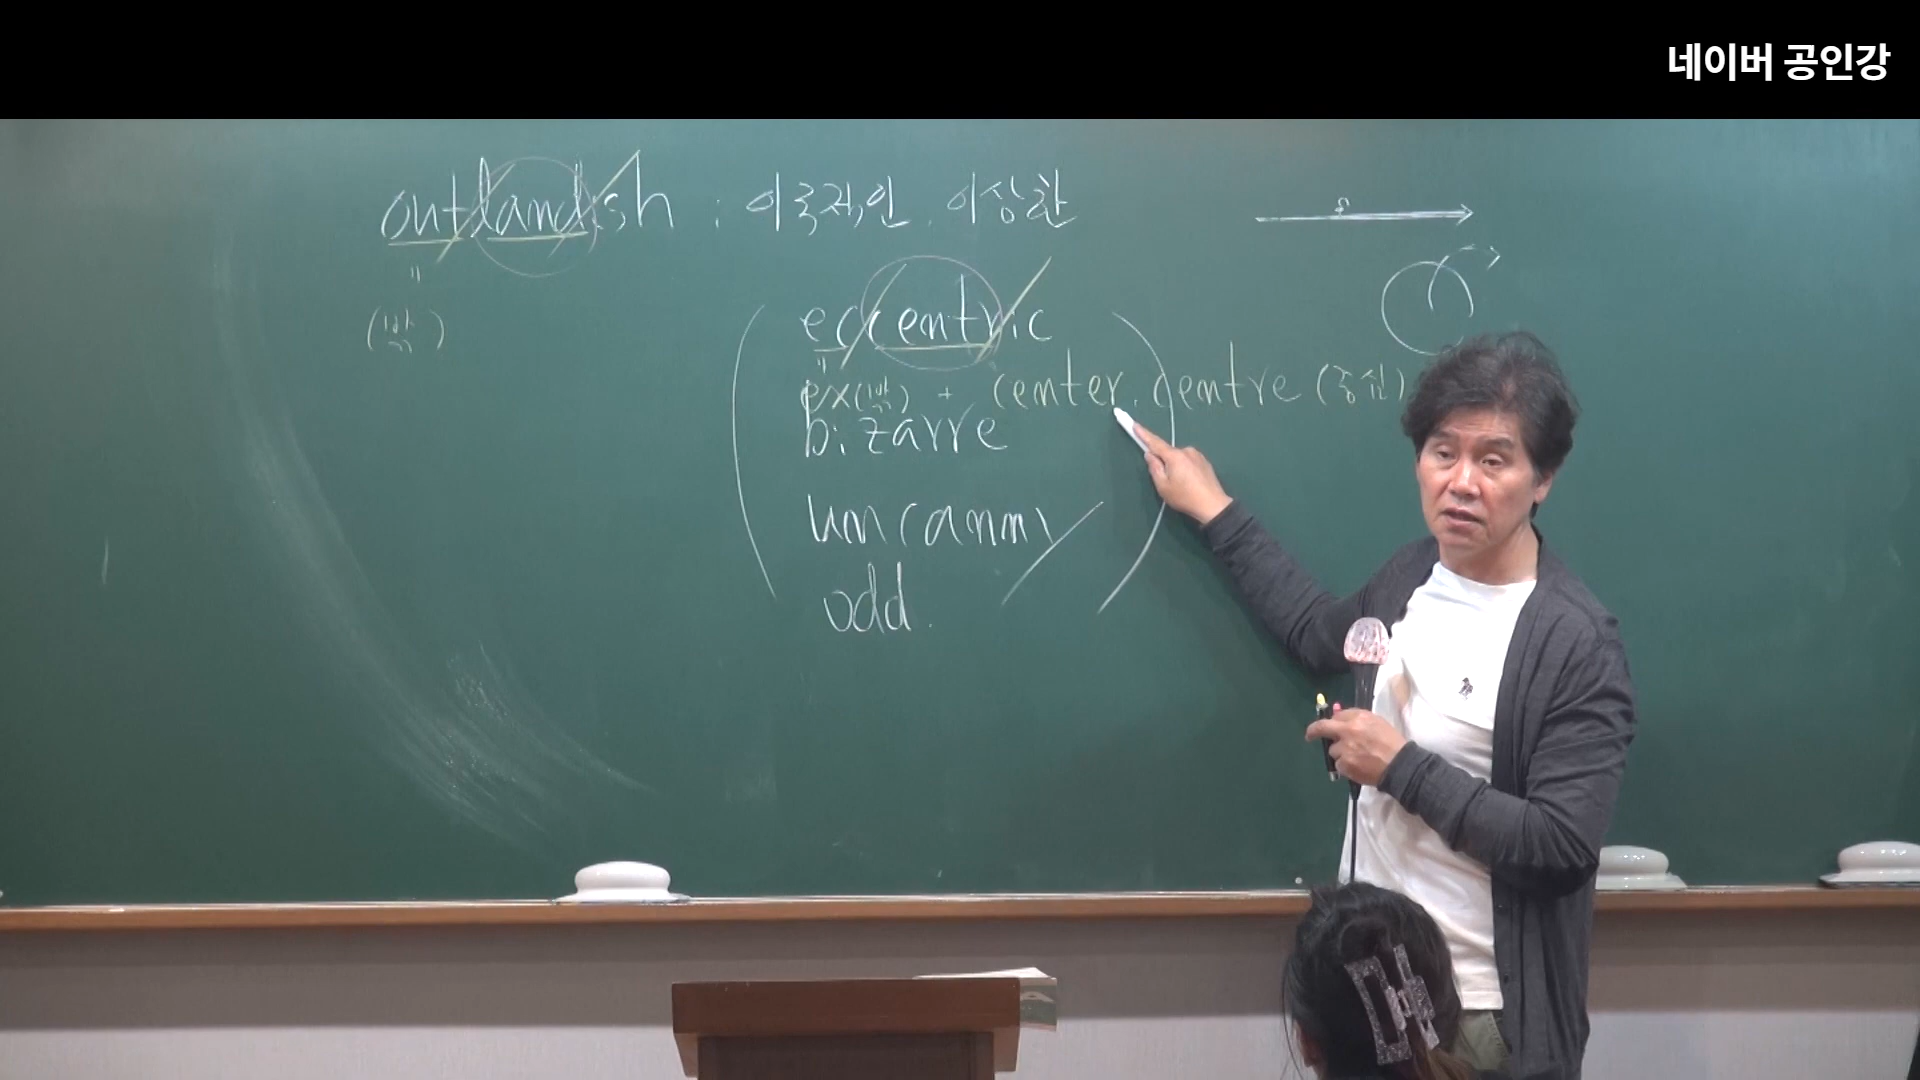 네이버 공인강
outlandish : 이국적인, 이상한
(밖)
eccentric
ex(밖) + center, centre (중심)
bizarre
uncanny
odd.